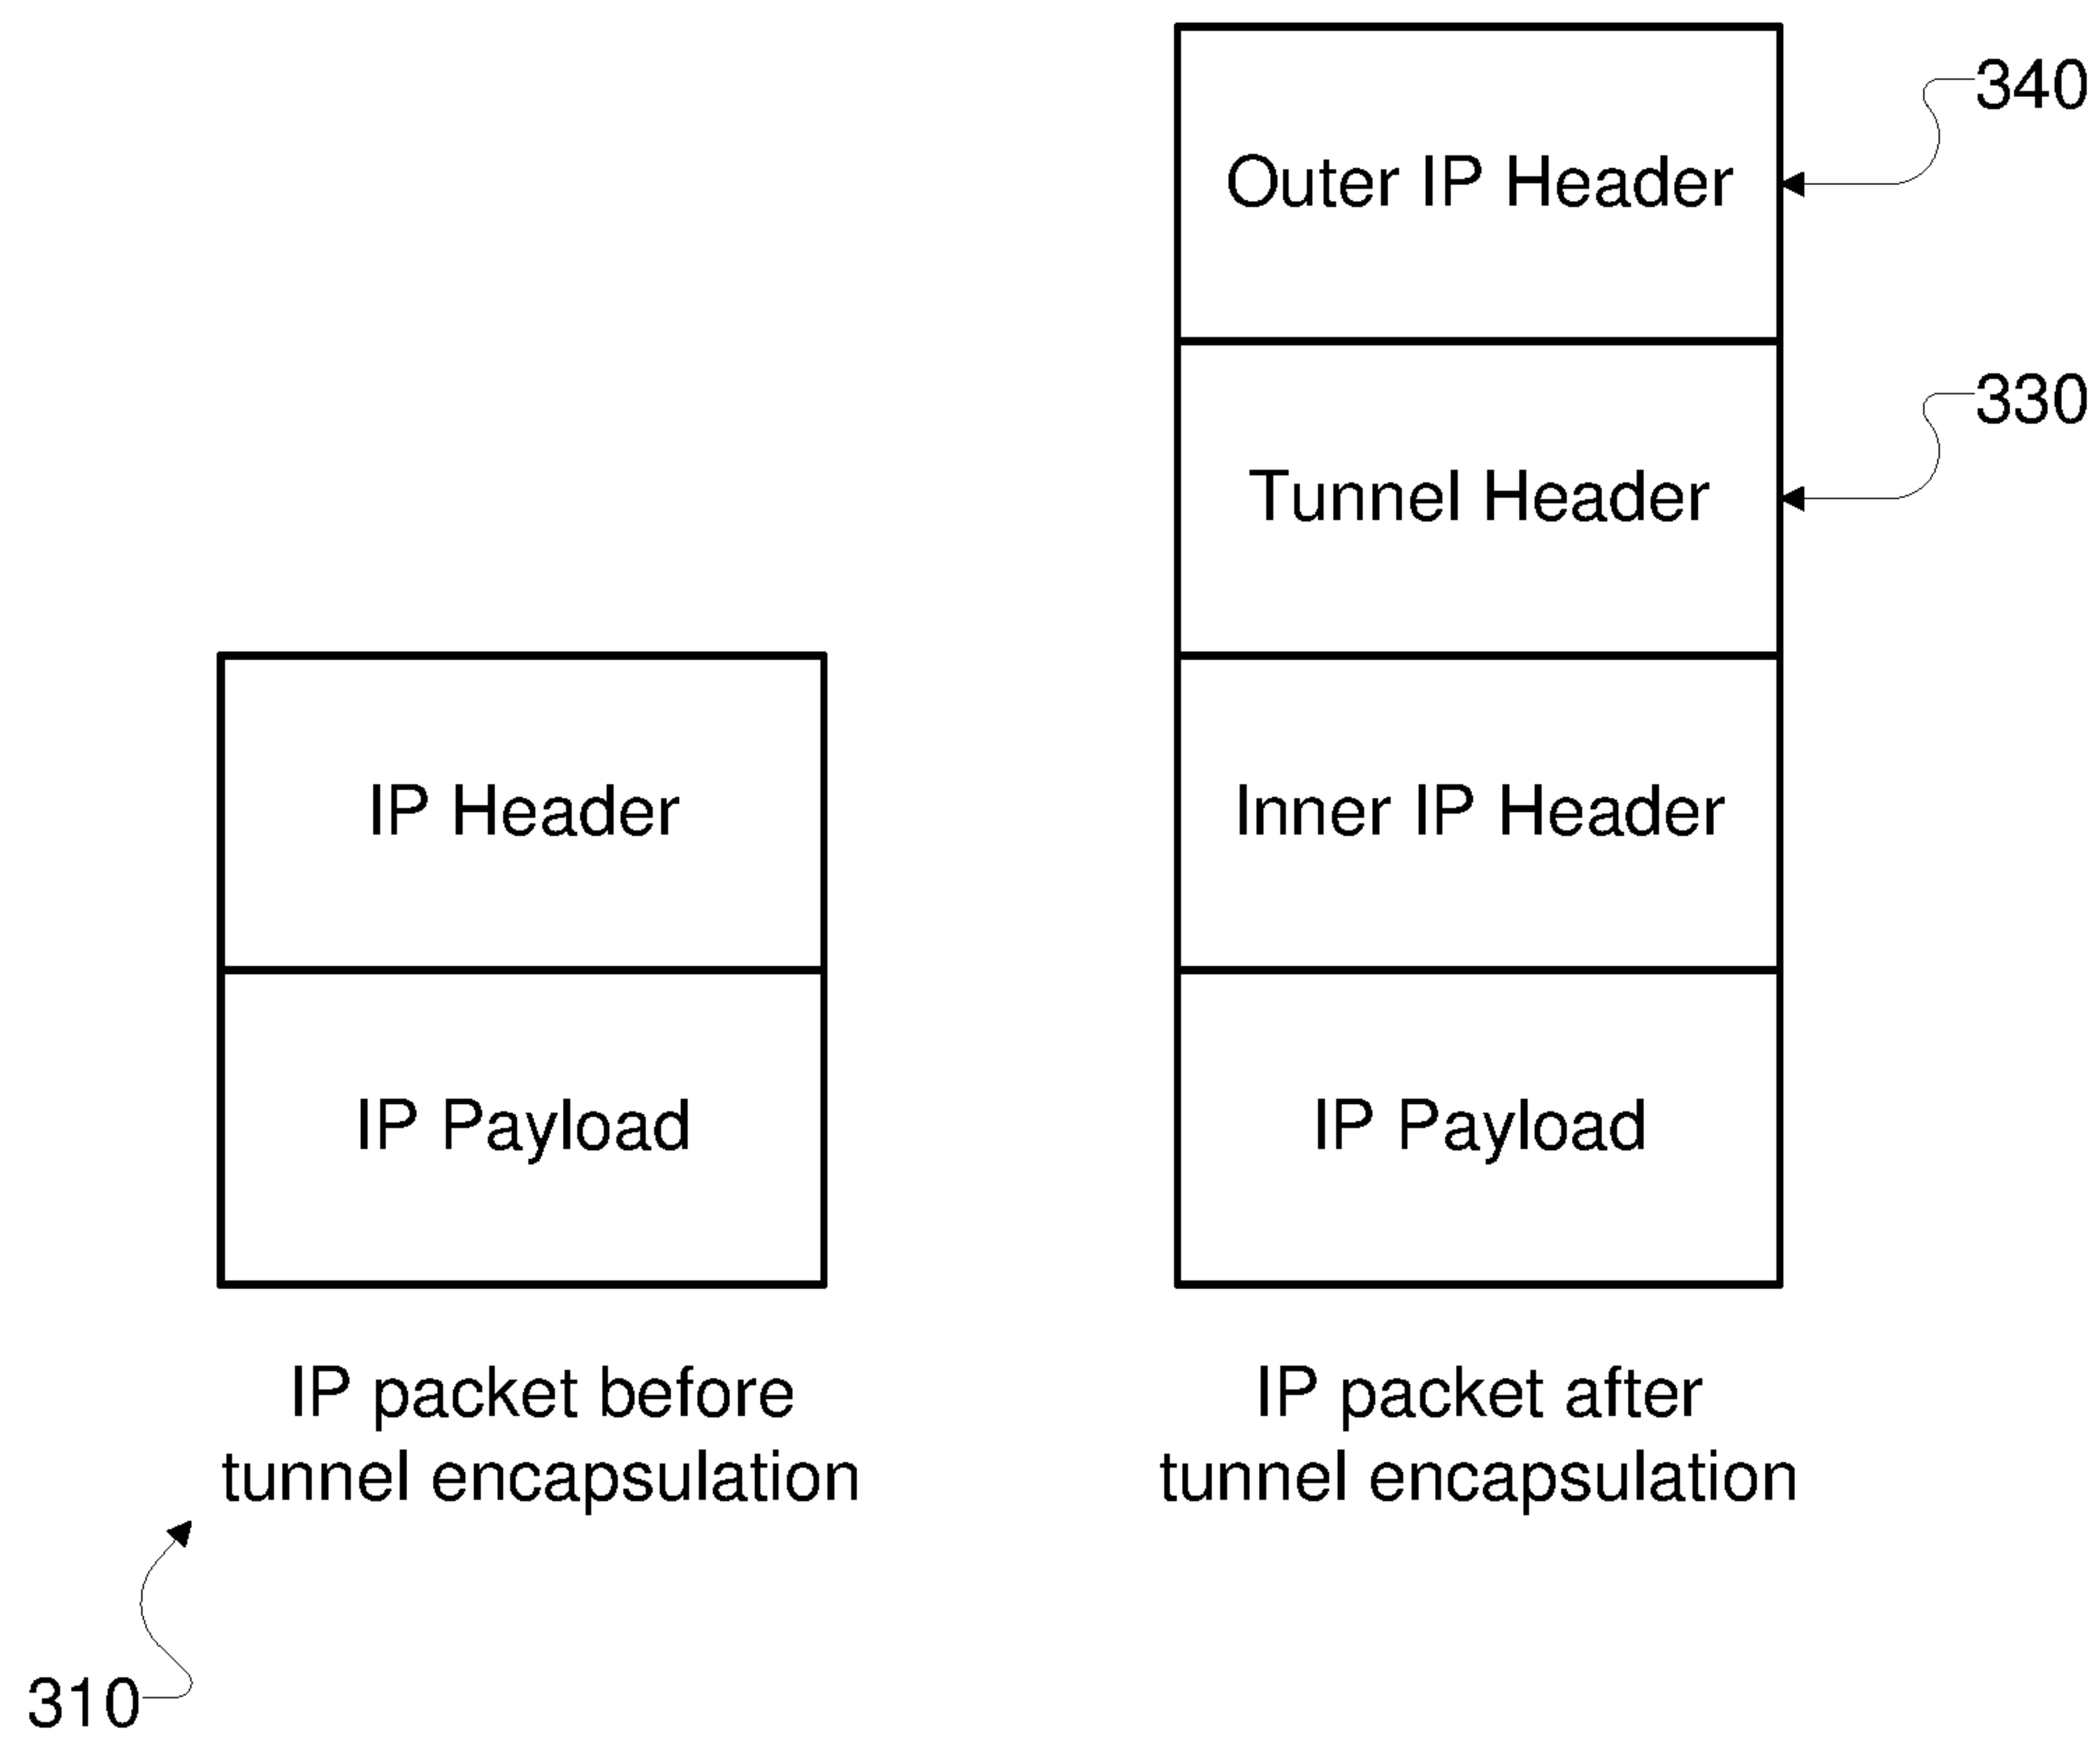 340
Outer IP Header
330
Tunnel Header
IP Header
Inner IP Header
IP Payload
IP Payload
IP packet before
tunnel encapsulation
IP packet after
tunnel encapsulation
310